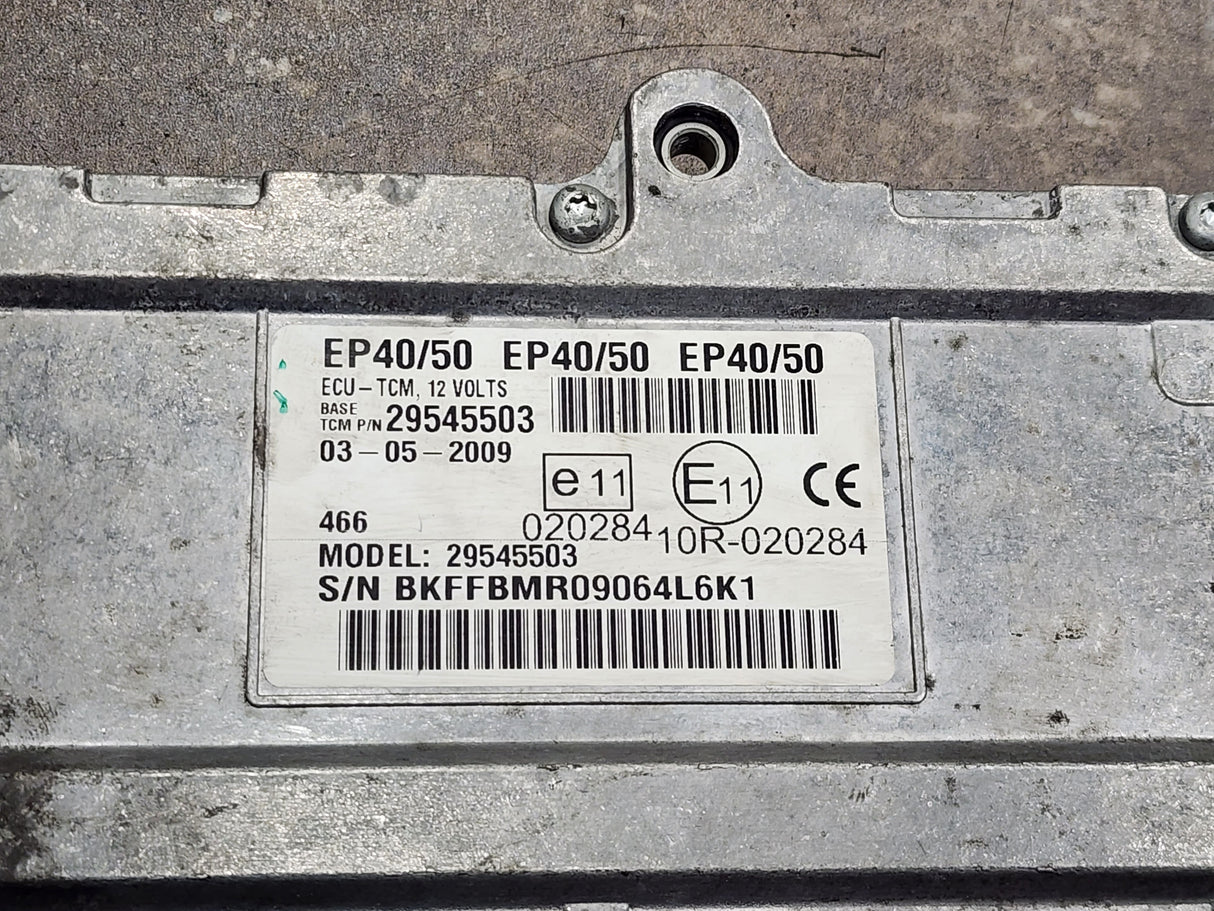 EP40/50 EP40/50 EP40/50
ECU-TCM, 12 VOLTS
BASE
TCM P/N 29545503
03-05-2009
e 11
E11
CE
020284
10R-020284
466
MODEL: 29545503
S/N BKFFBMR09064L6K1